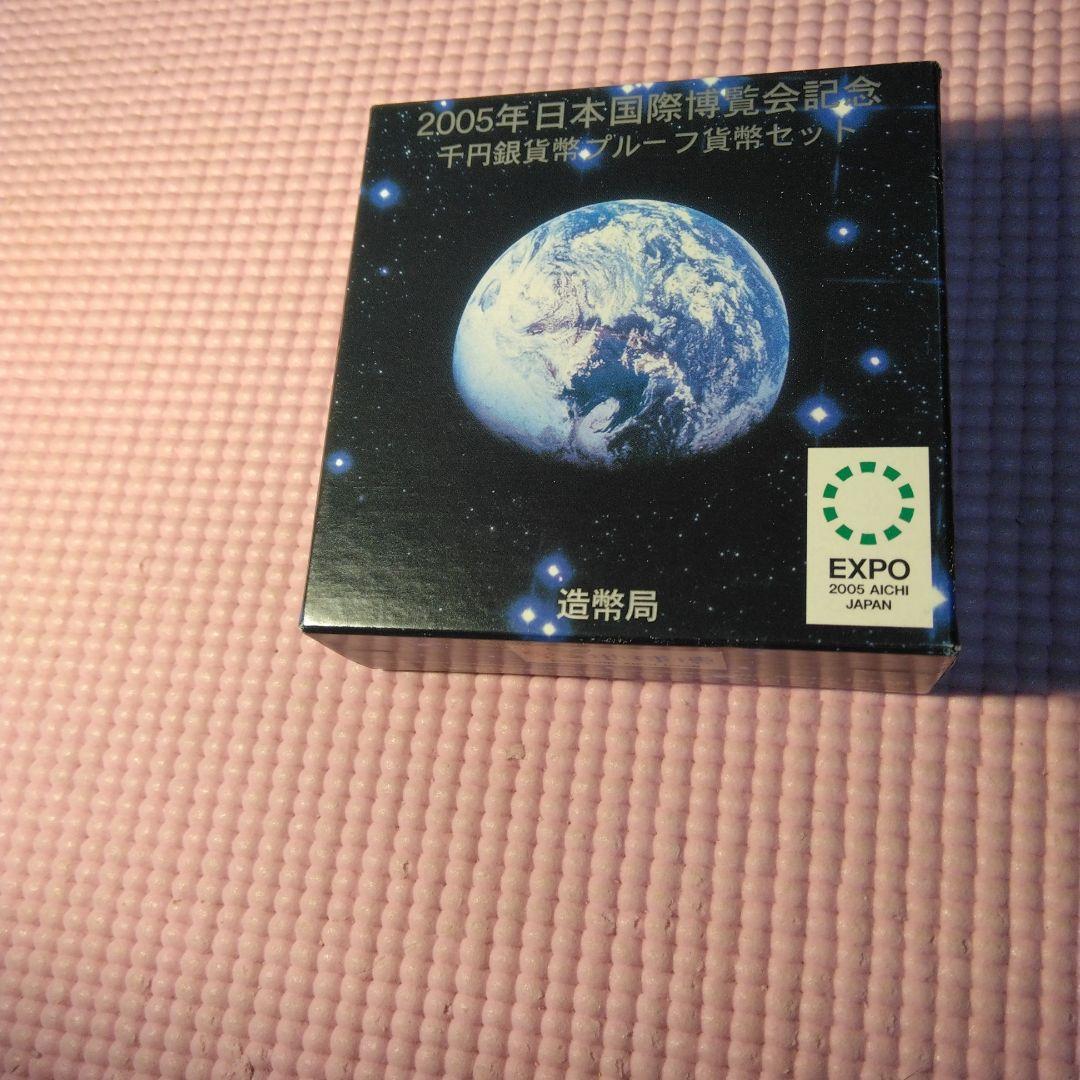 2005年日本国際博覧会記念
千円銀貨幣プルーフ貨幣セット
造幣局
EXPO
2005 AICHI
JAPAN